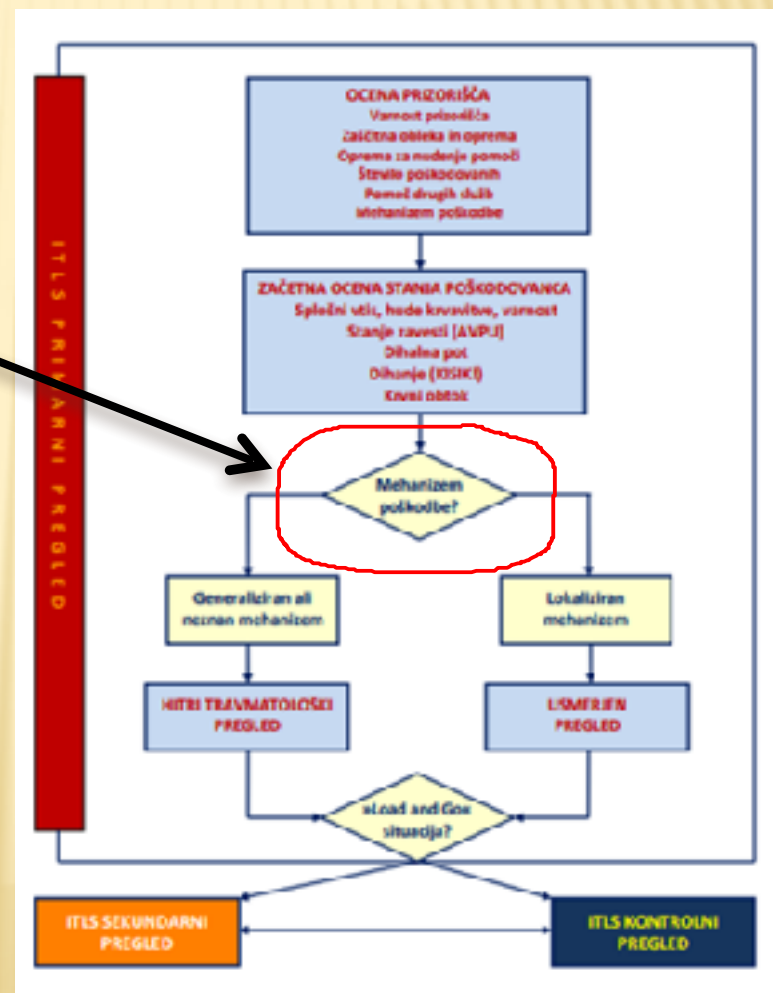 ITLS PRIMARNI PREGLED
OCENA PRIZORIŠČA
Varnost prizorišča
Zaščitna obleka in oprema
Oprema za nudenje pomoči
Število poškodovanih
Pomoč drugih služb
Mehanizem poškodbe
ZAČETNA OCENA STANJA POŠKODOVANCA
Splošni vtis, hude krvavitve, varnost
Stanje zavesti (AVPU)
Dihalna pot
Dihanje (KISIK!)
Krvni obtok
Mehanizem
poškodbe?
Generaliziran ali
neznan mehanizem
Lokaliziran
mehanizem
HITRI TRAVMATOLOŠKI
PREGLED
USMERJEN
PREGLED
»Load and Go«
situacija?
ITLS SEKUNDARNI
PREGLED
ITLS KONTROLNI
PREGLED